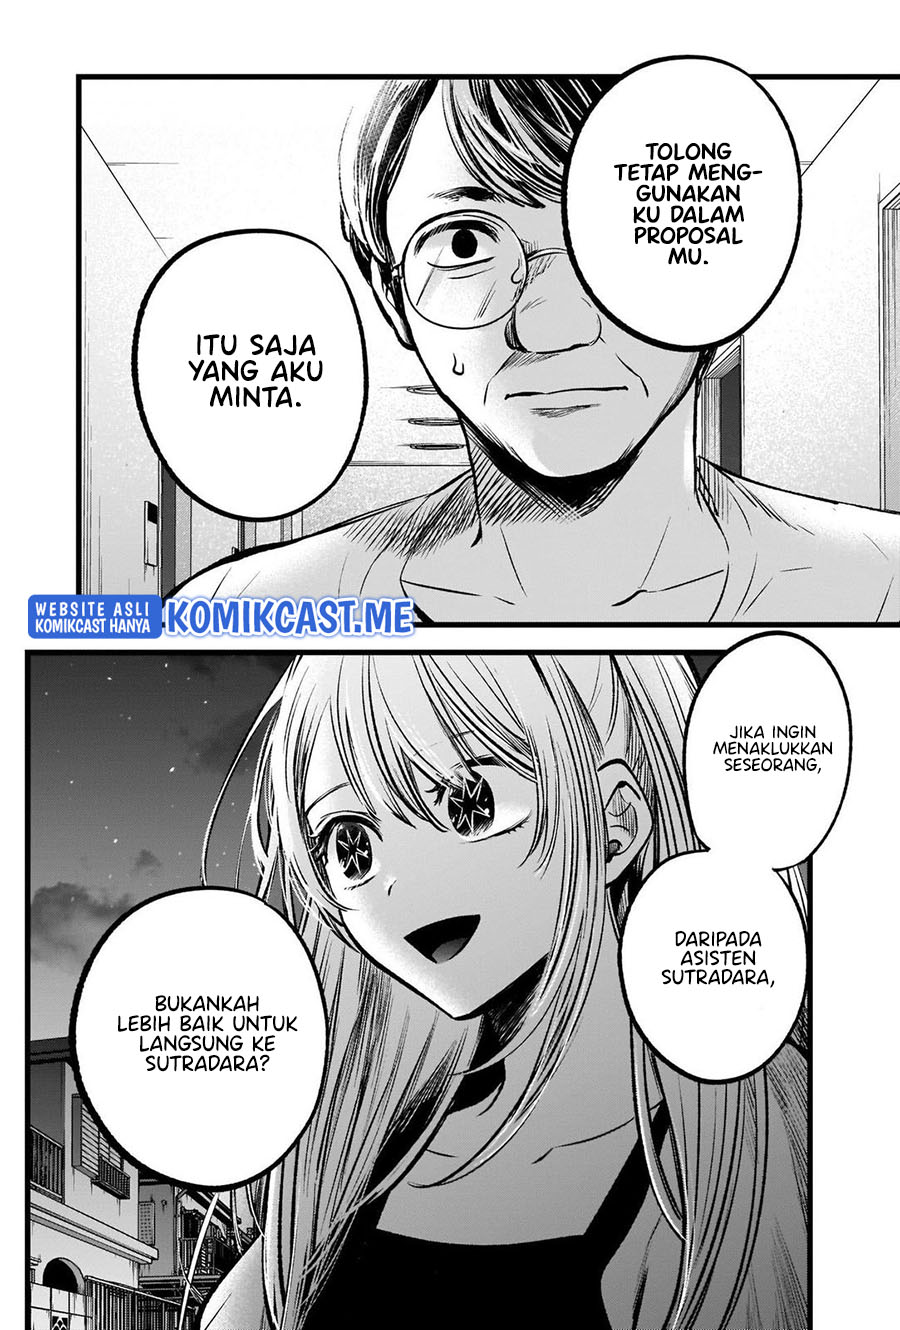 TOLONG
TETAP MENG-
GUNAKAN
KU DALAM
PROPOSAL
MU.
ITU SAJA
YANG AKU
MINTA.
WEBSITE ASLI
KOMIKCAST HANYA
KOMIKCAST.ME
JIKA INGIN
MENAKLUKKAN
SESEORANG,
DARIPADA
ASISTEN
SUTRADARA,
BUKANKAH
LEBIH BAIK UNTUK
LANGSUNG KE
SUTRADARA?